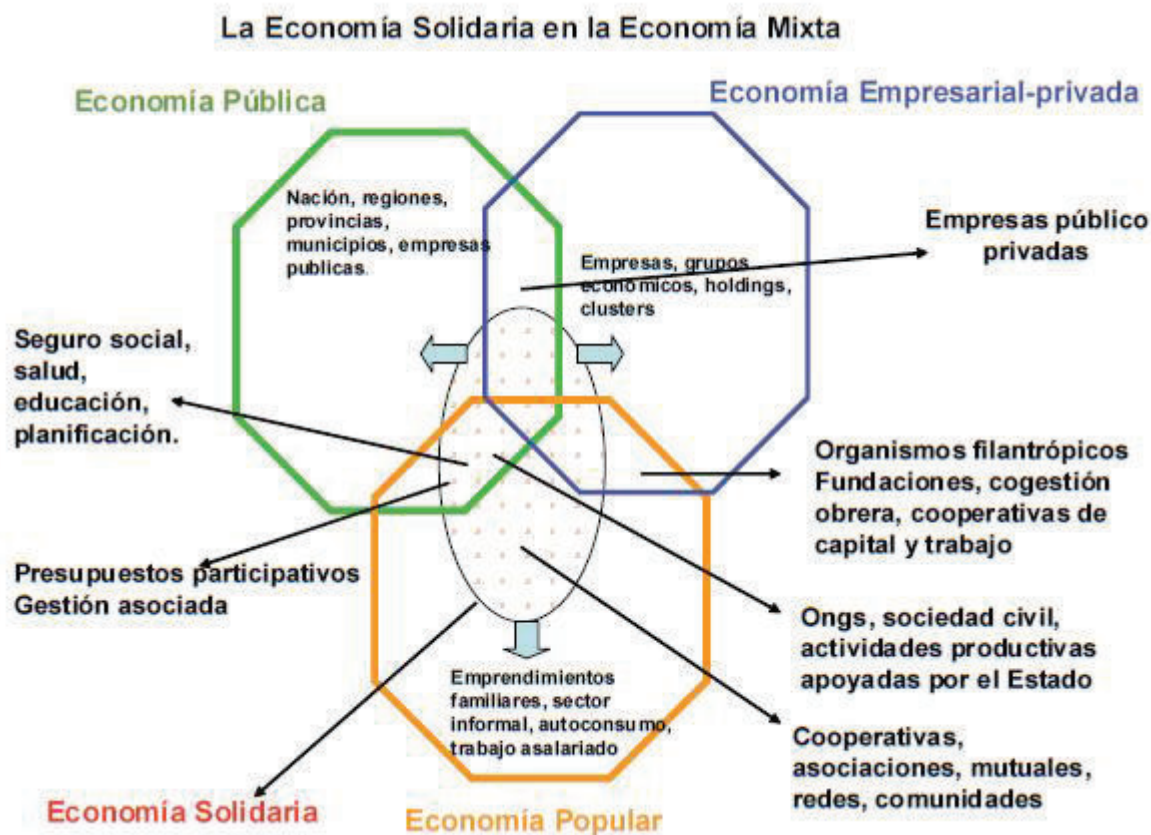 La Economía Solidaria en la Economía Mixta
Economía Pública
Economía Empresarial-privada
Nación, regiones,
provincias,
municipios, empresas
publicas.
Empresas, grupos
económicos, holdings,
clusters
Empresas público
privadas
Seguro social,
salud,
educación,
planificación.
Organismos filantrópicos
Fundaciones, cogestión
obrera, cooperativas de
capital y trabajo
Presupuestos participativos
Gestión asociada
Ongs, sociedad civil,
actividades productivas
apoyadas por el Estado
Emprendimientos
familiares, sector
informal, autoconsumo,
trabajo asalariado
Cooperativas,
asociaciones, mutuales,
redes, comunidades
Economía Solidaria
Economía Popular